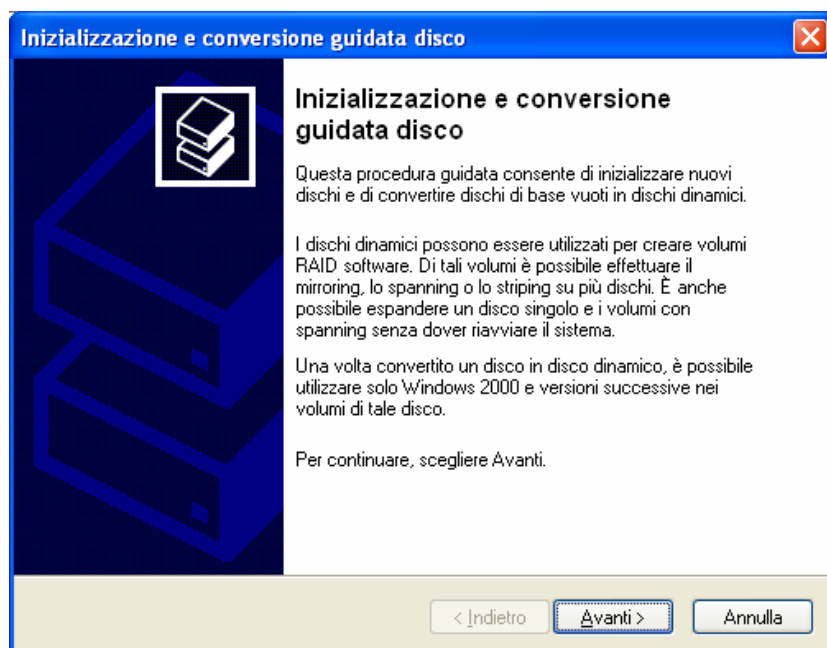 Inizializzazione e conversione guidata disco
Inizializzazione e conversione
guidata disco
Questa procedura guidata consente di inizializzare nuovi
dischi e di convertire dischi di base vuoti in dischi dinamici.
I dischi dinamici possono essere utilizzati per creare volumi
RAID software. Di tali volumi è possibile effettuare il
mirroring, lo spanning o lo striping su più dischi. È anche
possibile espandere un disco singolo e i volumi con
spanning senza dover riavviare il sistema.
Una volta convertito un disco in disco dinamico, è possibile
utilizzare solo Windows 2000 e versioni successive nei
volumi di tale disco.
Per continuare, scegliere Avanti.
< Indietro
Avanti >
Annulla